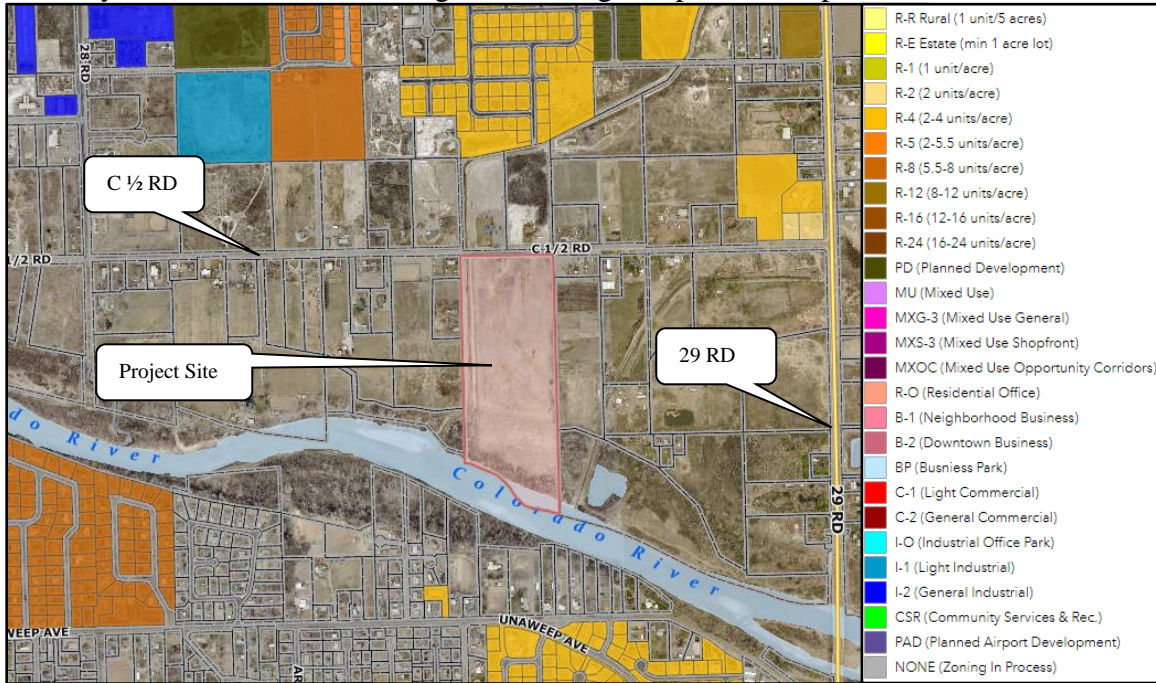 28 RD
C ½ RD
1/2 RD
C 1/2 RD
Project Site
29 RD
do River
Colorado River
29 RD
WEEP AVE
UNAWEEP AVE
AR
R-R Rural (1 unit/5 acres)
R-E Estate (min 1 acre lot)
R-1 (1 unit/acre)
R-2 (2 units/acre)
R-4 (2-4 units/acre)
R-5 (2-5.5 units/acre)
R-8 (5.5-8 units/acre)
R-12 (8-12 units/acre)
R-16 (12-16 units/acre)
R-24 (16-24 units/acre)
PD (Planned Development)
MU (Mixed Use)
MXG-3 (Mixed Use General)
MXS-3 (Mixed Use Shopfront)
MXOC (Mixed Use Opportunity Corridors)
R-O (Residential Office)
B-1 (Neighborhood Business)
B-2 (Downtown Business)
BP (Busniess Park)
C-1 (Light Commercial)
C-2 (General Commercial)
I-O (Industrial Office Park)
I-1 (Light Industrial)
I-2 (General Industrial)
CSR (Community Services & Rec.)
PAD (Planned Airport Development)
NONE (Zoning In Process)